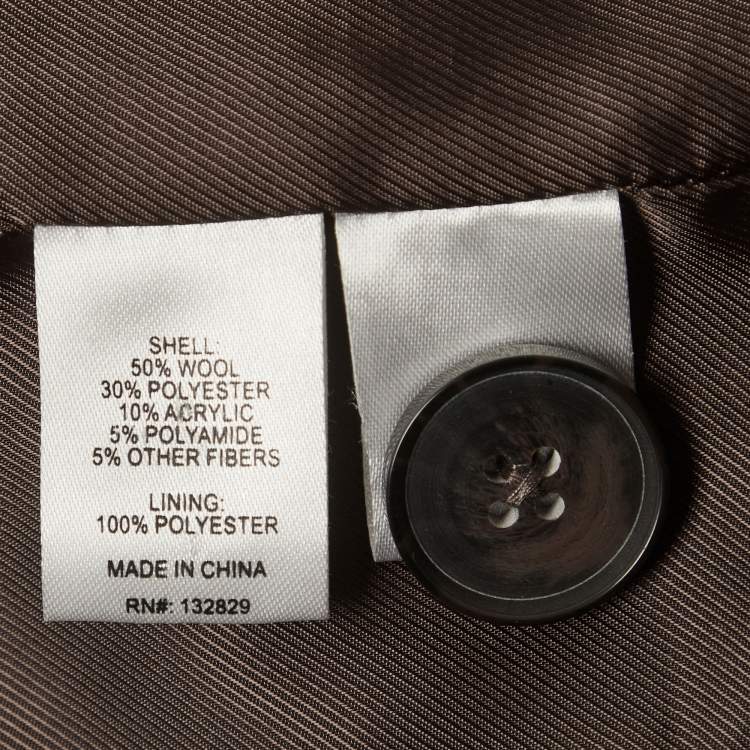 SHELL:
50% WOOL
30% POLYESTER
10% ACRYLIC
5% POLYAMIDE
5% OTHER FIBERS
LINING:
100% POLYESTER
MADE IN CHINA
RN#: 132829